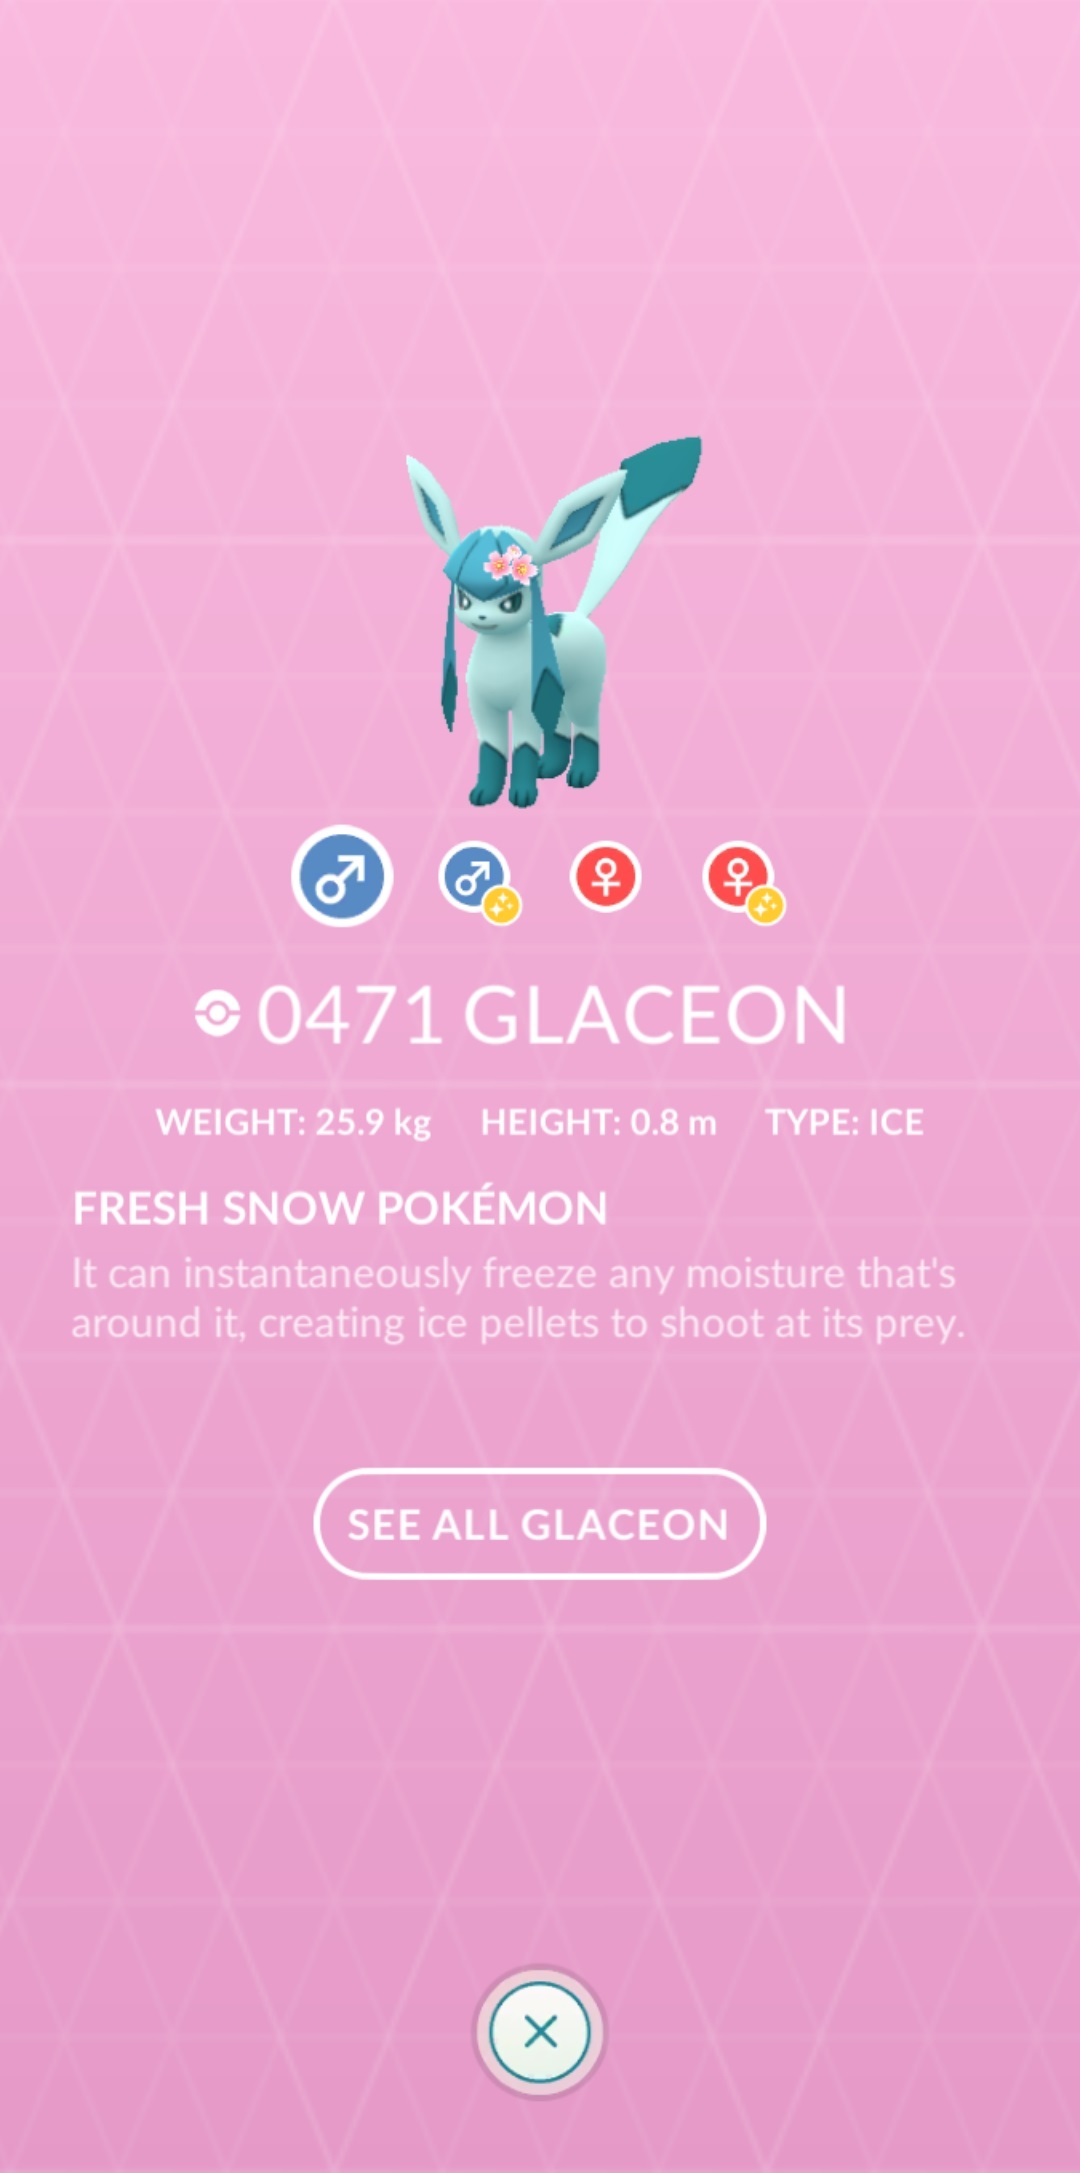 0471 GLACEON
WEIGHT: 25.9 kg HEIGHT: 0.8 m TYPE: ICE
FRESH SNOW POKÉMON
It can instantaneously freeze any moisture that's
around it, creating ice pellets to shoot at its prey.
SEE ALL GLACEON